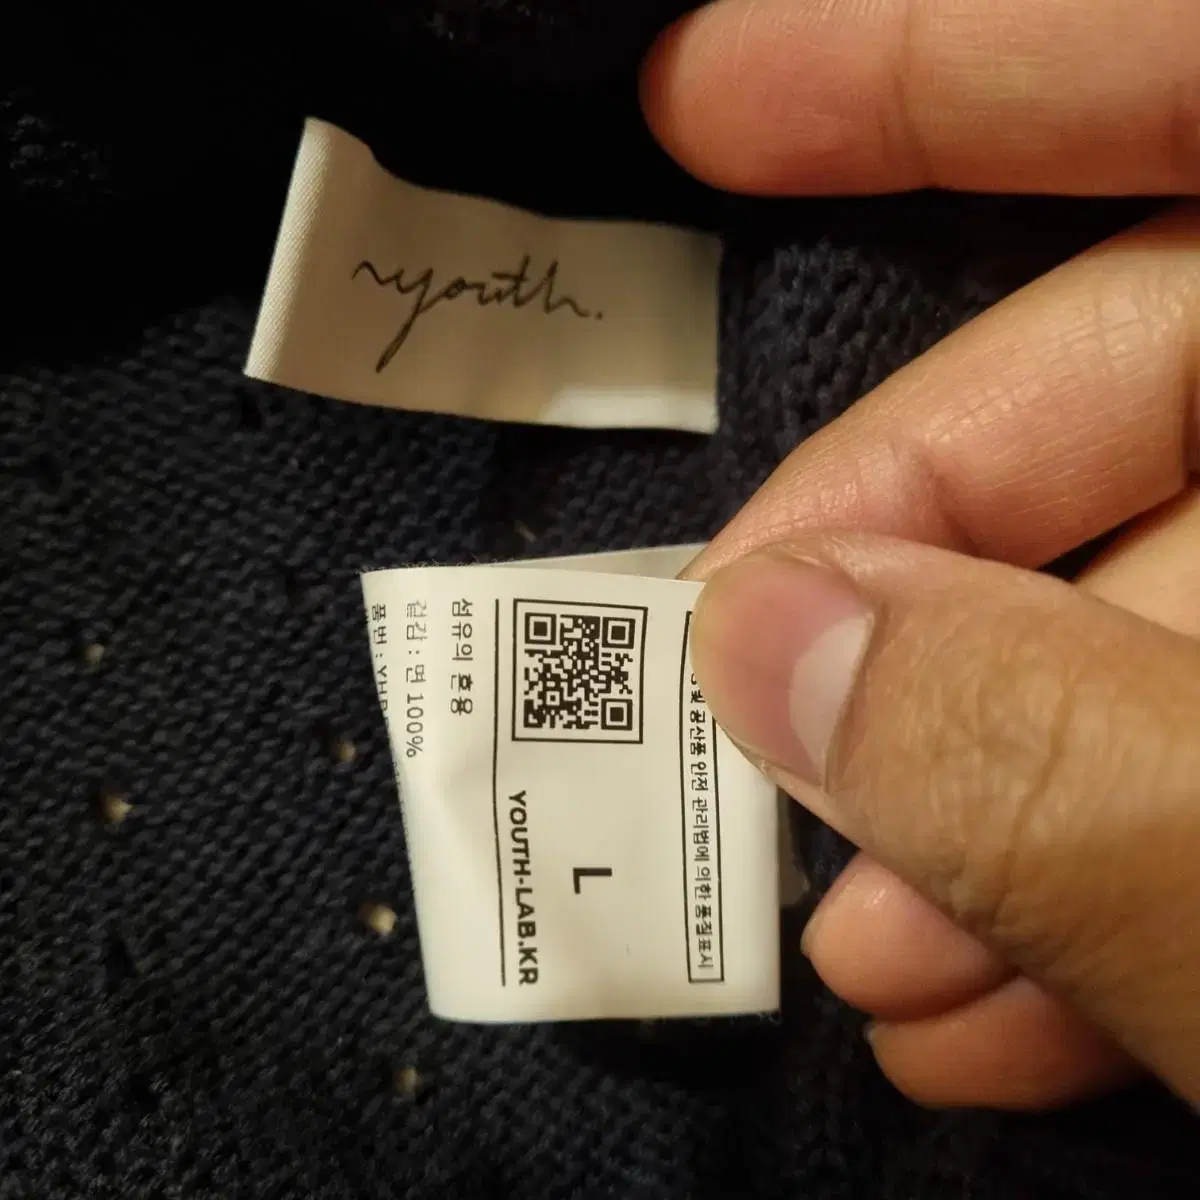 youth.
및 공산품 안전 관리법에 의한 품질표시
L
YOUTH-LAB.KR
섬유의 혼용
겉감 : 면 100%
품번 :